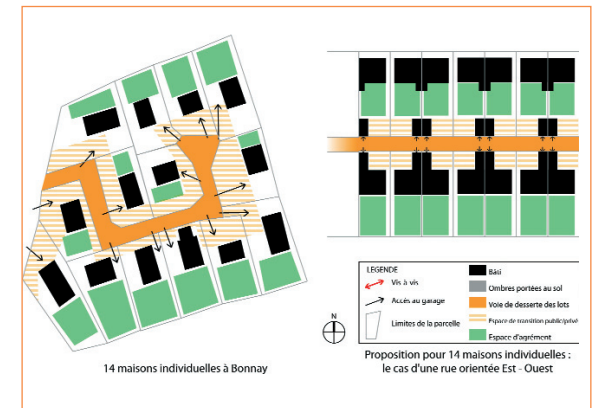 LEGENDE
Vis à vis
Accés au garage
Limites de la parcelle
Bâti
Ombres portées au sol
Voie de desserte des lots
Espace de transition public/privé
Espace d'agrément
N
14 maisons individuelles à Bonnay
Proposition pour 14 maisons individuelles :
le cas d'une rue orientée Est - Ouest